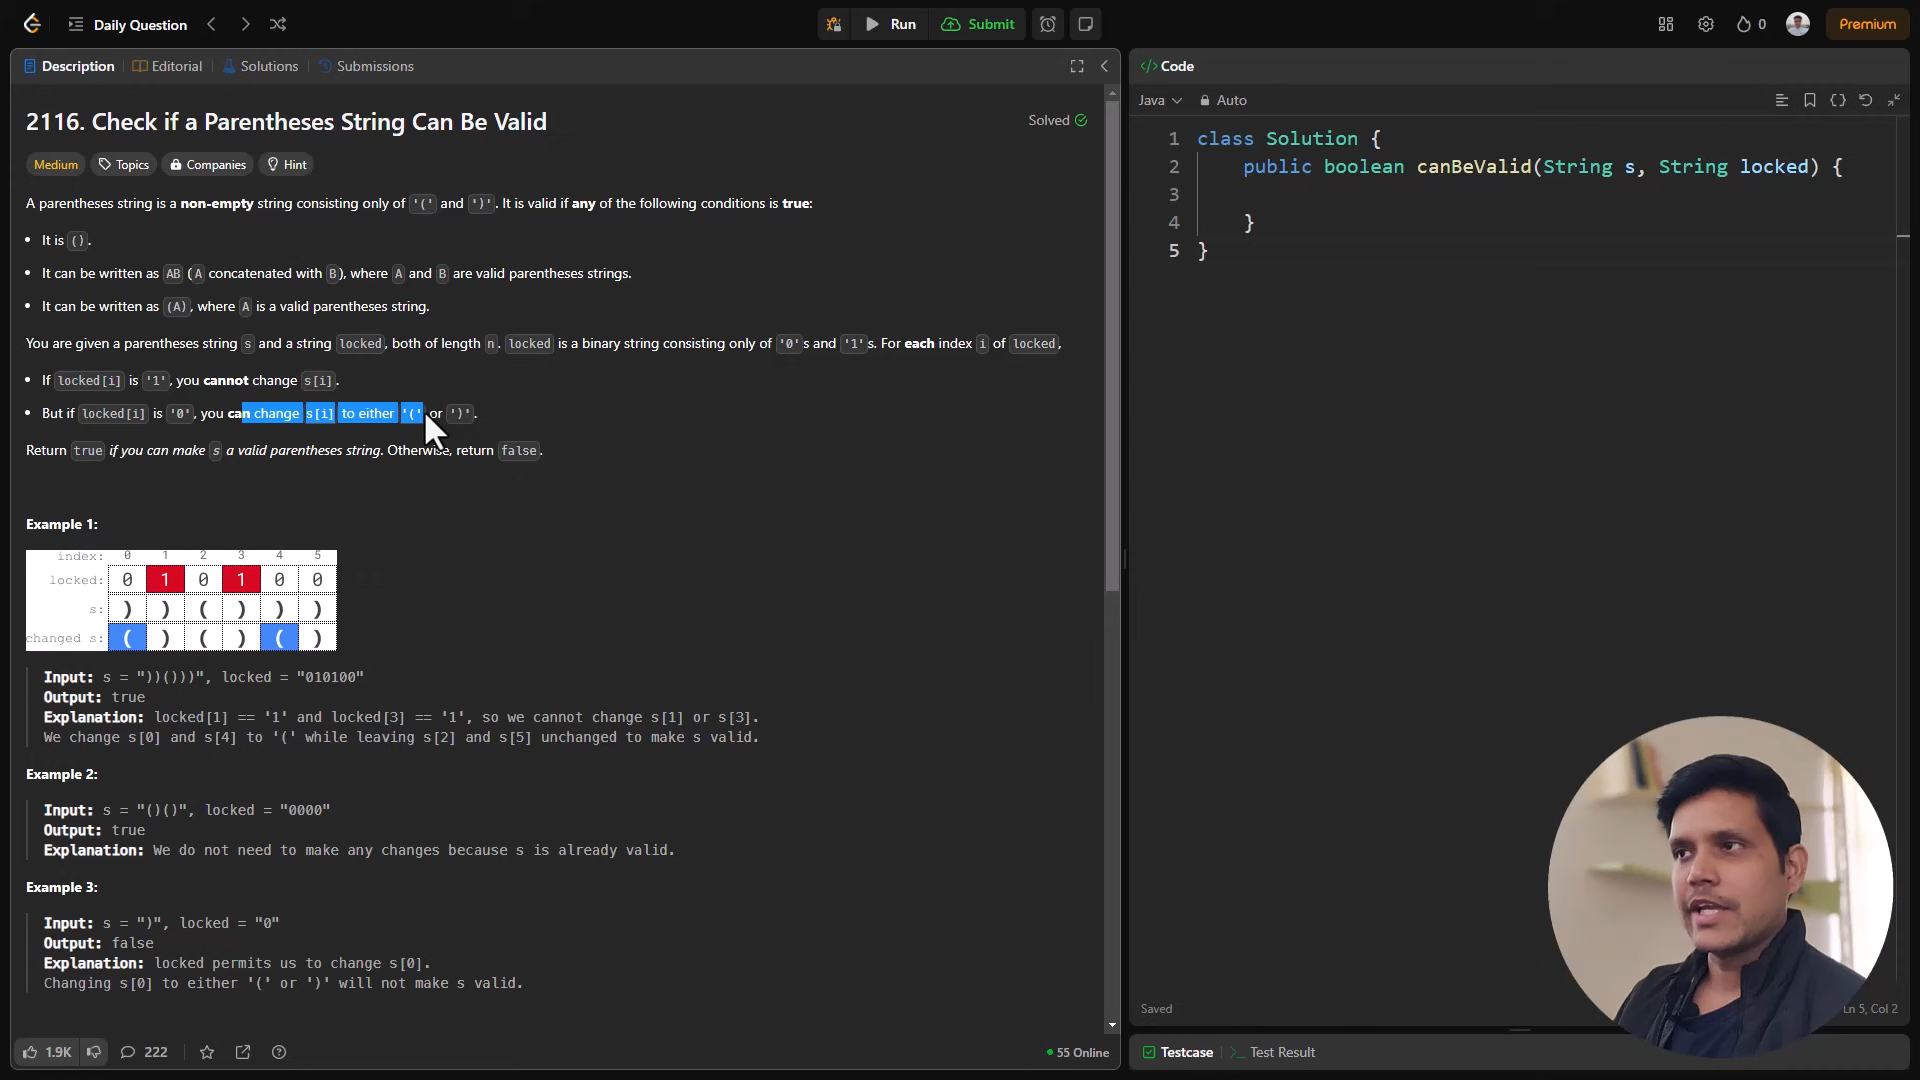 Daily Question
Run
Submit
0
Premium
Description
Editorial
Solutions
Submissions
</> Code
Java
Auto
2116. Check if a Parentheses String Can Be Valid
Solved
Medium
Topics
Companies
Hint
A parentheses string is a non-empty string consisting only of '(' and ')'. It is valid if any of the following conditions is true:
• It is ().
• It can be written as AB (A concatenated with B), where A and B are valid parentheses strings.
• It can be written as (A), where A is a valid parentheses string.
You are given a parentheses string s and a string locked, both of length n. locked is a binary string consisting only of '0's and '1's. For each index i of locked,
• If locked[i] is '1', you cannot change s[i].
• But if locked[i] is '0', you can change s[i] to either '(' or ')'.
Return true if you can make s a valid parentheses string. Otherwise, return false.
Example 1:
index: 0 1 2 3 4 5
locked: 0 1 0 1 0 0
s: ) ) ( ) ) )
changed s: ( ) ( ) ( )
Input: s = "))()))", locked = "010100"
Output: true
Explanation: locked[1] == '1' and locked[3] == '1', so we cannot change s[1] or s[3].
We change s[0] and s[4] to '(' while leaving s[2] and s[5] unchanged to make s valid.
Example 2:
Input: s = "()()", locked = "0000"
Output: true
Explanation: We do not need to make any changes because s is already valid.
Example 3:
Input: s = ")", locked = "0"
Output: false
Explanation: locked permits us to change s[0].
Changing s[0] to either '(' or ')' will not make s valid.
1.9K
222
55 Online
1 class Solution {
2 public boolean canBeValid(String s, String locked) {
3
4 }
5 }
Saved
Ln 5, Col 2
Testcase
Test Result